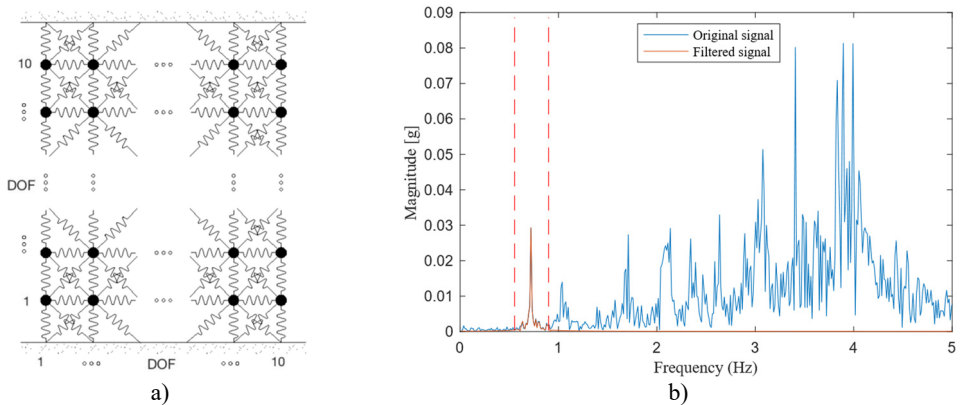 10
DOF
1
1 DOF 10
a)
0.09
0.08
0.07
0.06
0.05
0.04
0.03
0.02
0.01
0
Magnitude [g]
Original signal
Filtered signal
0 1 2 3 4 5
Frequency (Hz)
b)